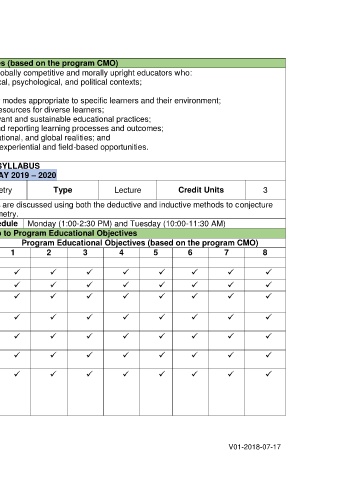 es (based on the program CMO)
obally competitive and morally upright educators who:
cal, psychological, and political contexts;
modes appropriate to specific learners and their environment;
esources for diverse learners;
vant and sustainable educational practices;
d reporting learning processes and outcomes;
ational, and global realities; and
experiential and field-based opportunities.
SYLLABUS
AY 2019 – 2020
etry Type Lecture Credit Units 3
s are discussed using both the deductive and inductive methods to conjecture
metry.
hedule Monday (1:00-2:30 PM) and Tuesday (10:00-11:30 AM)
p to Program Educational Objectives
Program Educational Objectives (based on the program CMO)
1 2 3 4 5 6 7 8
✓ ✓ ✓ ✓ ✓ ✓ ✓ ✓
✓ ✓ ✓ ✓ ✓ ✓ ✓ ✓
✓ ✓ ✓ ✓ ✓ ✓ ✓ ✓
✓ ✓ ✓ ✓ ✓ ✓ ✓ ✓
✓ ✓ ✓ ✓ ✓ ✓ ✓ ✓
✓ ✓ ✓ ✓ ✓ ✓ ✓ ✓
✓ ✓ ✓ ✓ ✓ ✓ ✓ ✓
V01-2018-07-17